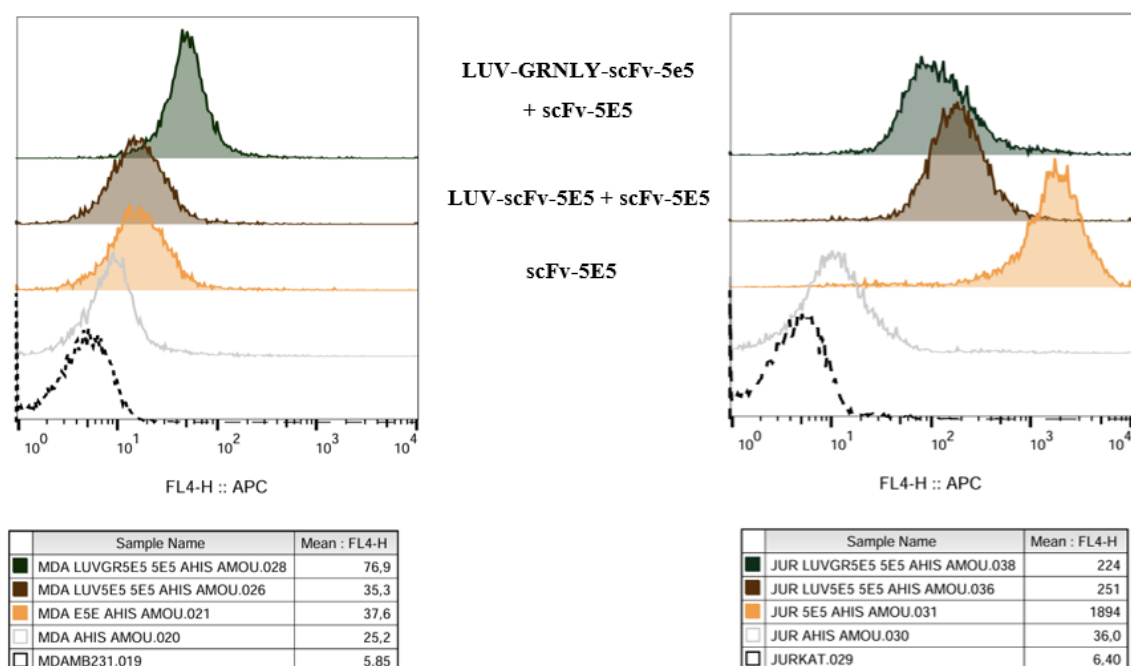 LUV-GRNLY-scFv-5e5
+ scFv-5E5
LUV-scFv-5E5 + scFv-5E5
scFv-5E5
10^0 10^1 10^2 10^3 10^4
FL4-H :: APC
10^0 10^1 10^2 10^3 10^4
FL4-H :: APC
Sample Name Mean : FL4-H
MDA LUVGR5E5 5E5 AHIS AMOU.028 76,9
MDA LUV5E5 5E5 AHIS AMOU.026 35,3
MDA E5E AHIS AMOU.021 37,6
MDA AHIS AMOU.020 25,2
MDAMB231.019 5,85
Sample Name Mean : FL4-H
JUR LUVGR5E5 5E5 AHIS AMOU.038 224
JUR LUV5E5 5E5 AHIS AMOU.036 251
JUR 5E5 AHIS AMOU.031 1894
JUR AHIS AMOU.030 36,0
JURKAT.029 6,40